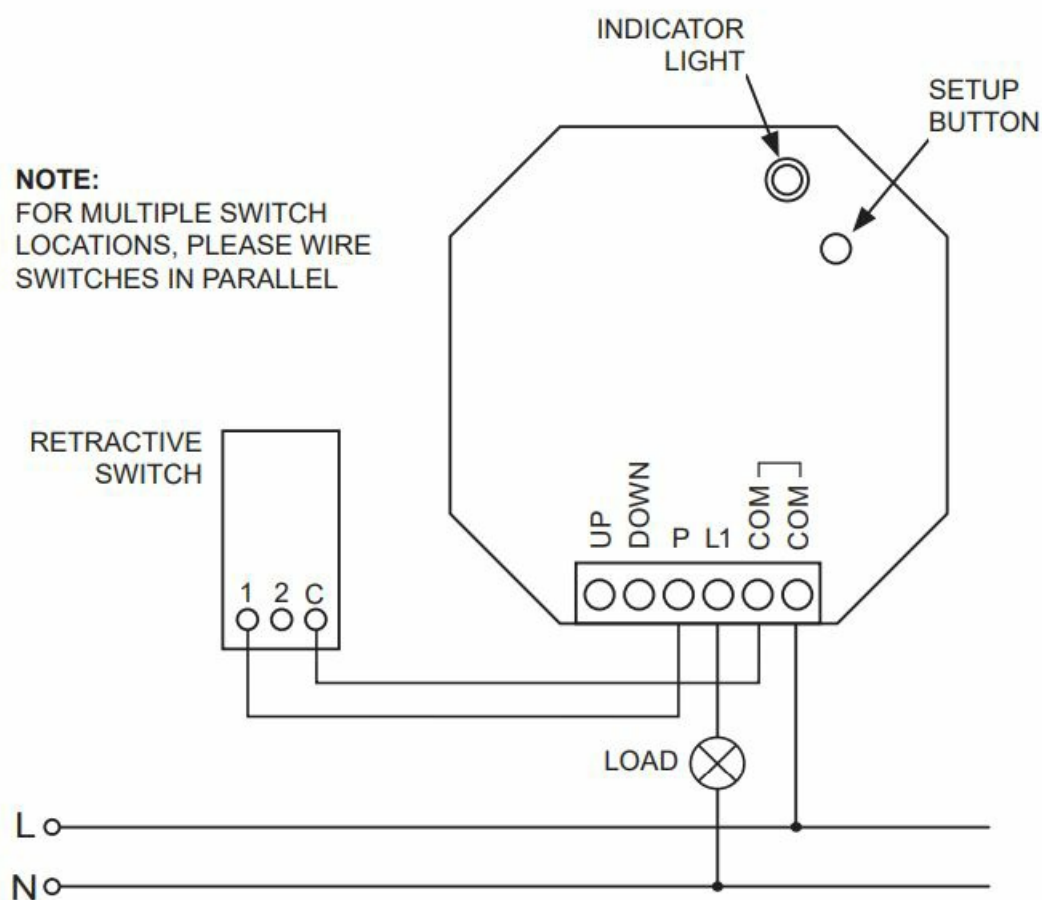 INDICATOR
LIGHT
SETUP
BUTTON
NOTE:
FOR MULTIPLE SWITCH
LOCATIONS, PLEASE WIRE
SWITCHES IN PARALLEL
RETRACTIVE
SWITCH
1 2 C
UP DOWN P L1 COM COM
LOAD
L
N